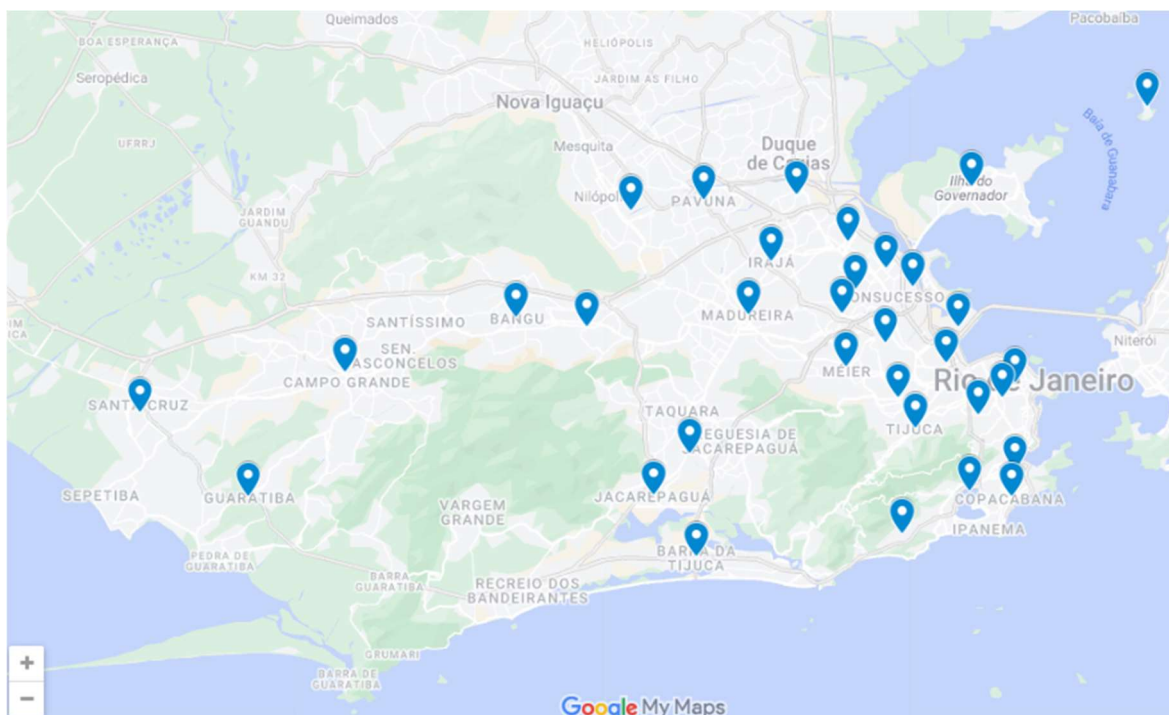 Queimados
Pacobaíba
BOA ESPERANÇA
HELIÓPOLIS
Seropédica
JARDIM AS FILHO
Nova Iguaçu
UFRRJ
Mesquita
Duque
de Caxias
Baía de Guanabara
Nilópolis
PAVUNA
Ilha do
Governador
JARDIM
GUANDU
KM 32
IRAJÁ
SANTÍSSIMO
BANGU
MADUREIRA
ONSUCESSO
Niterói
SEN.
VASCONCELOS
CAMPO GRANDE
MÉIER
Rio de Janeiro
SANTA CRUZ
TAQUARA
TIJUCA
REGUESIA DE
JACAREPAGUÁ
SEPETIBA
GUARATIBA
JACAREPAGUÁ
COPACABANA
VARGEM
GRANDE
IPANEMA
PEDRA DE
GUARATIBA
BARRA DA
TIJUCA
BARRA
GUARATIBA
RECREIO DOS
BANDEIRANTES
GRUMARI
BARRA DE
GUARATIBA
+
−
Google My Maps